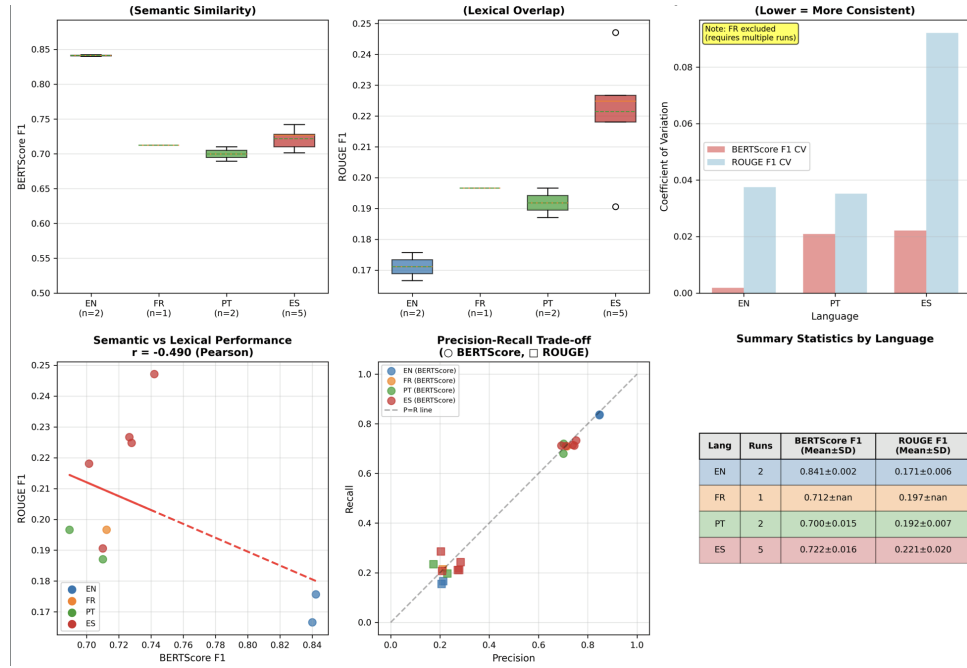 (Semantic Similarity)
BERTScore F1
0.85
0.80
0.75
0.70
0.65
0.60
0.55
0.50
EN
(n=2)
FR
(n=1)
PT
(n=2)
ES
(n=5)
(Lexical Overlap)
ROUGE F1
0.25
0.24
0.23
0.22
0.21
0.20
0.19
0.18
0.17
EN
(n=2)
FR
(n=1)
PT
(n=2)
ES
(n=5)
(Lower = More Consistent)
Note: FR excluded
(requires multiple runs)
Coefficient of Variation
BERTScore F1 CV
ROUGE F1 CV
0.08
0.06
0.04
0.02
0.00
EN
PT
ES
Language
Semantic vs Lexical Performance
r = -0.490 (Pearson)
ROUGE F1
0.25
0.24
0.23
0.22
0.21
0.20
0.19
0.18
0.17
EN
FR
PT
ES
0.70
0.72
0.74
0.76
0.78
0.80
0.82
0.84
BERTScore F1
Precision-Recall Trade-off
(○ BERTScore, □ ROUGE)
EN (BERTScore)
FR (BERTScore)
PT (BERTScore)
ES (BERTScore)
P=R line
Recall
1.0
0.8
0.6
0.4
0.2
0.0
0.0
0.2
0.4
0.6
0.8
1.0
Precision
Summary Statistics by Language
Lang Runs BERTScore F1 (Mean±SD) ROUGE F1 (Mean±SD)
EN 2 0.841±0.002 0.171±0.006
FR 1 0.712±nan 0.197±nan
PT 2 0.700±0.015 0.192±0.007
ES 5 0.722±0.016 0.221±0.020